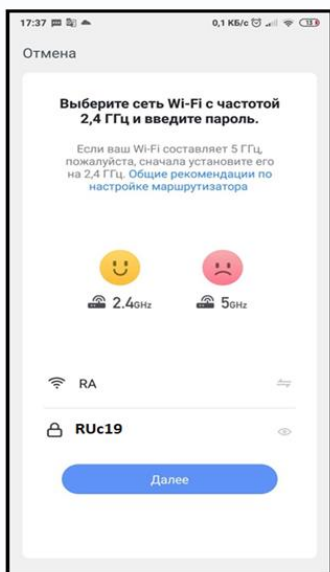 17:37 0,1 КБ/с
Отмена
Выберите сеть Wi-Fi с частотой
2,4 ГГц и введите пароль.
Если ваш Wi-Fi составляет 5 ГГц,
пожалуйста, сначала установите его
на 2,4 ГГц. Общие рекомендации по
настройке маршрутизатора
2.4GHz 5GHz
RA
RUc19
Далее